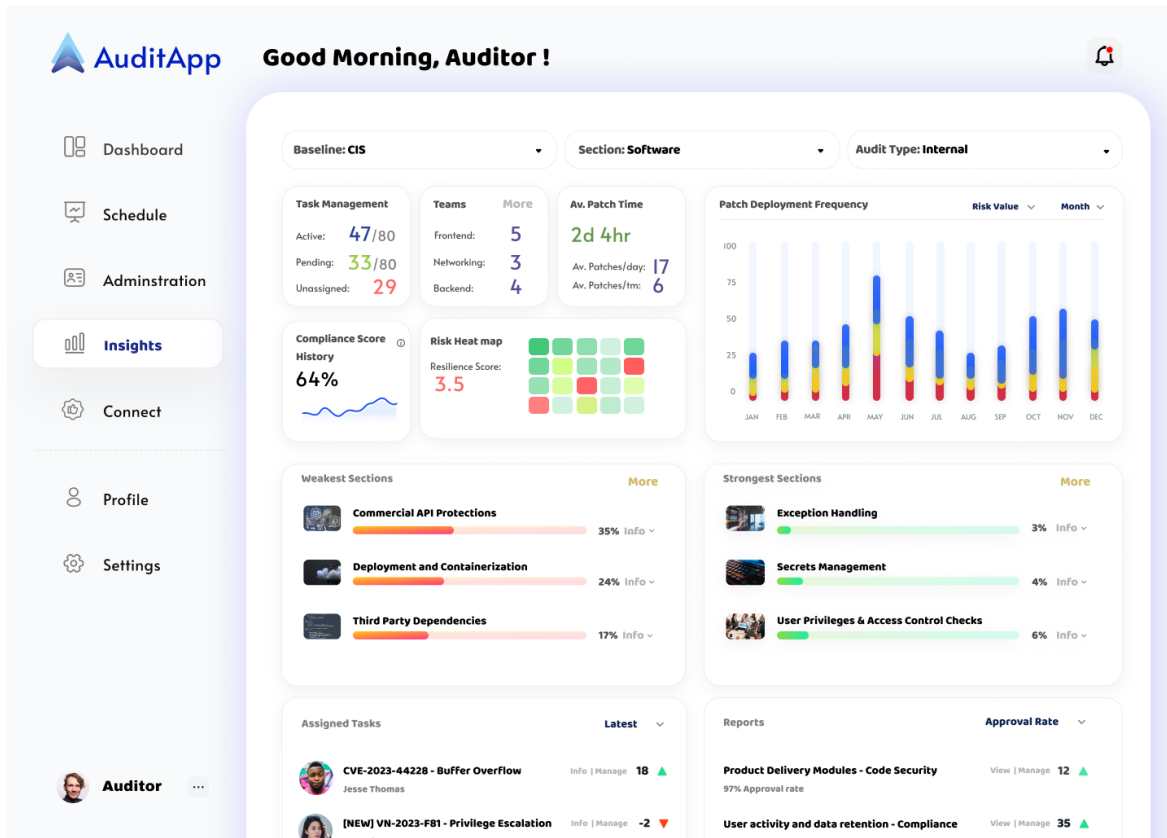 AuditApp
Good Morning, Auditor !
Dashboard
Schedule
Adminstration
Insights
Connect
Profile
Settings
Auditor
...
Baseline: CIS
Section: Software
Audit Type: Internal
Task Management
Active: 47/80
Pending: 33/80
Unassigned: 29
Teams More
Frontend: 5
Networking: 3
Backend: 4
Av. Patch Time
2d 4hr
Av. Patches/day: 17
Av. Patches/tm: 6
Patch Deployment Frequency Risk Value Month
100
75
50
25
0
JAN FEB MAR APR MAY JUN JUL AUG SEP OCT NOV DEC
Compliance Score
History
64%
Risk Heat map
Resilience Score:
3.5
Weakest Sections More
Commercial API Protections
35% Info
Deployment and Containerization
24% Info
Third Party Dependencies
17% Info
Strongest Sections More
Exception Handling
3% Info
Secrets Management
4% Info
User Privileges & Access Control Checks
6% Info
Assigned Tasks Latest
CVE-2023-44228 - Buffer Overflow Info | Manage 18
Jesse Thomas
[NEW] VN-2023-F81 - Privilege Escalation Info | Manage -2
Reports Approval Rate
Product Delivery Modules - Code Security View | Manage 12
97% Approval rate
User activity and data retention - Compliance View | Manage 35